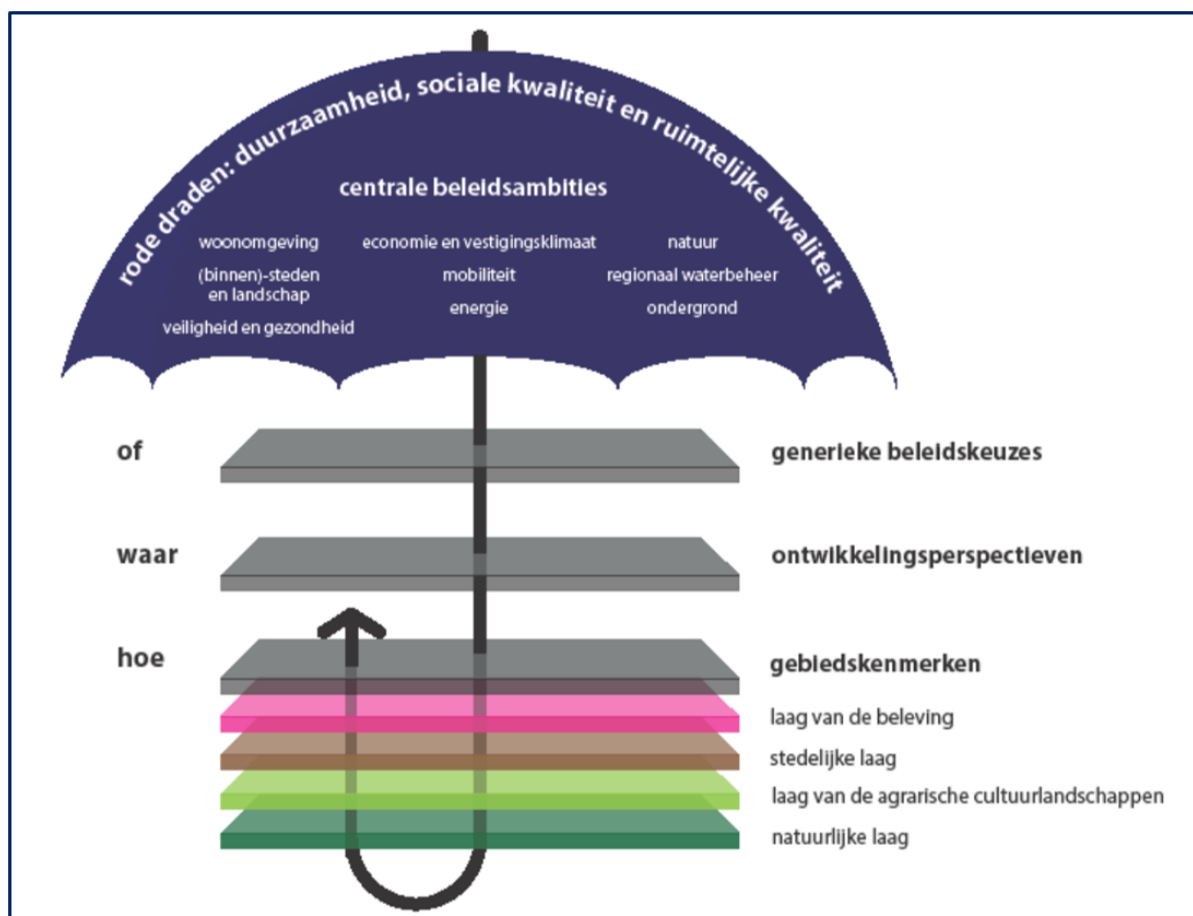 rode draden: duurzaamheid, sociale kwaliteit en ruimtelijke kwaliteit
centrale beleidsambities
woonomgeving
(binnen)-steden
en landschap
veiligheid en gezondheid
economie en vestigingsklimaat
mobiliteit
energie
natuur
regionaal waterbeheer
ondergrond
of
generieke beleidskeuzes
waar
ontwikkelingsperspectieven
hoe
gebiedskenmerken
laag van de beleving
stedelijke laag
laag van de agrarische cultuurlandschappen
natuurlijke laag